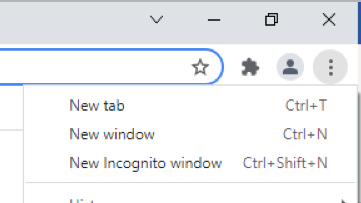 New tab Ctrl+T
New window Ctrl+N
New Incognito window Ctrl+Shift+N